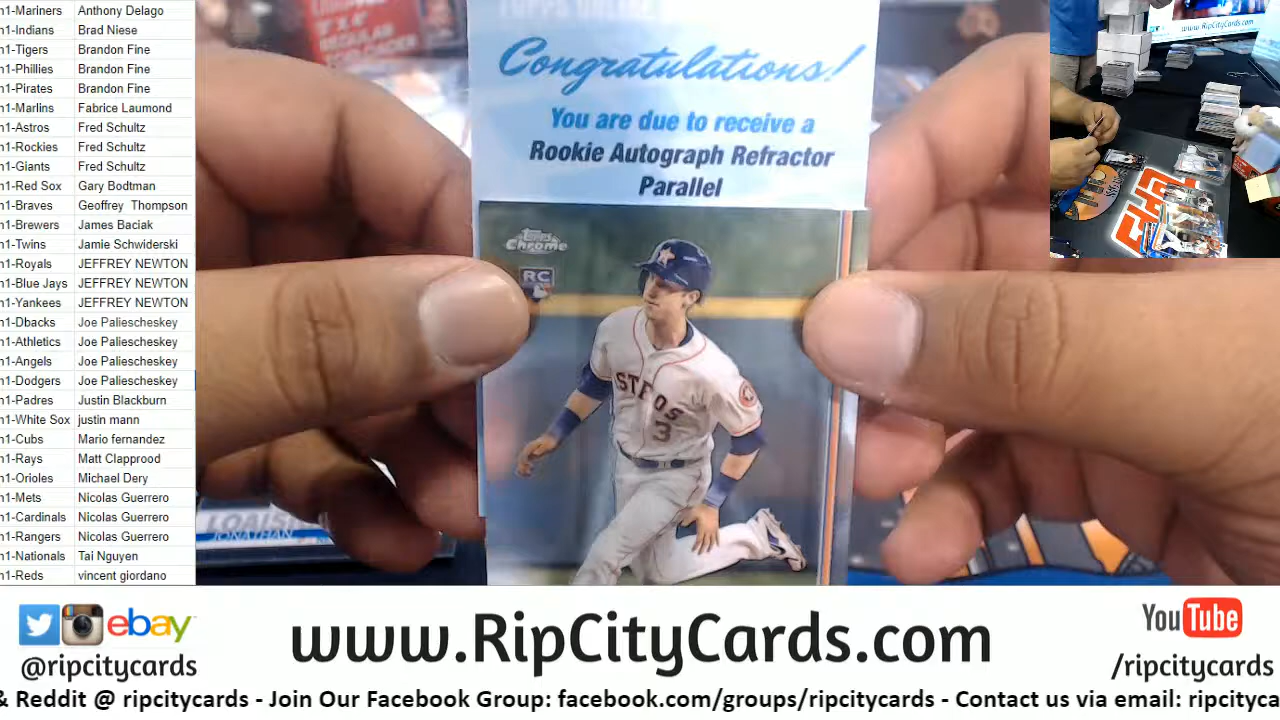 n1-Mariners Anthony Delago
n1-Indians Brad Niese
n1-Tigers Brandon Fine
n1-Phillies Brandon Fine
n1-Pirates Brandon Fine
n1-Marlins Fabrice Laumond
n1-Astros Fred Schultz
n1-Rockies Fred Schultz
n1-Giants Fred Schultz
n1-Red Sox Gary Bodtman
n1-Braves Geoffrey Thompson
n1-Brewers James Baciak
n1-Twins Jamie Schwiderski
n1-Royals JEFFREY NEWTON
n1-Blue Jays JEFFREY NEWTON
n1-Yankees JEFFREY NEWTON
n1-Dbacks Joe Paliescheskey
n1-Athletics Joe Paliescheskey
n1-Angels Joe Paliescheskey
n1-Dodgers Joe Paliescheskey
n1-Padres Justin Blackburn
n1-White Sox justin mann
n1-Cubs Mario fernandez
n1-Rays Matt Clapprood
n1-Orioles Michael Dery
n1-Mets Nicolas Guerrero
n1-Cardinals Nicolas Guerrero
n1-Rangers Nicolas Guerrero
n1-Nationals Tai Nguyen
n1-Reds vincent giordano
Congratulations!
You are due to receive a
Rookie Autograph Refractor
Parallel
Topps
Chrome
RC
STROS
3
JONATHAN
www.RipCityCards.com
ebay
@ripcitycards
www.RipCityCards.com
YouTube
/ripcitycards
& Reddit @ ripcitycards - Join Our Facebook Group: facebook.com/groups/ripcitycards - Contact us via email: ripcityca